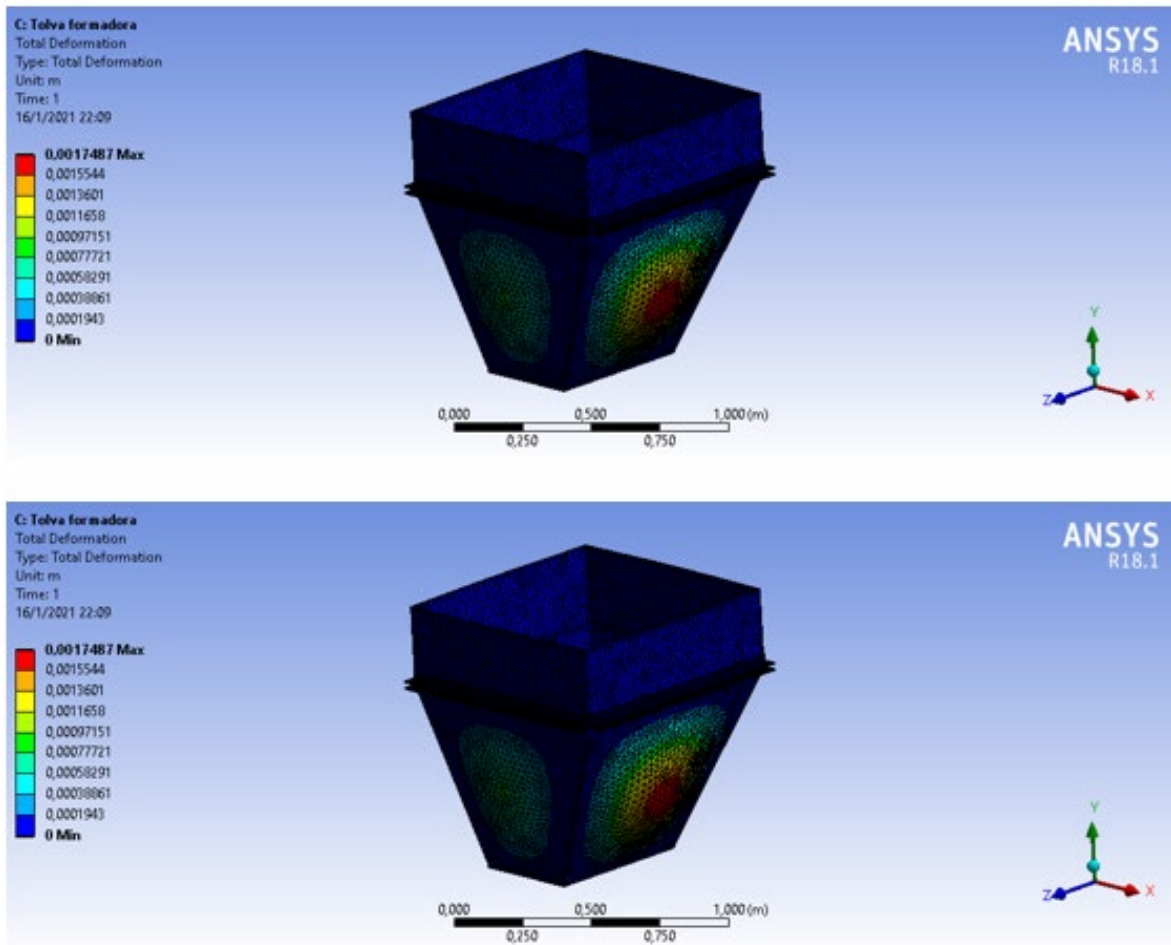 C: Tolva formadora
Total Deformation
Type: Total Deformation
Unit: m
Time: 1
16/1/2021 22:09
ANSYS
R18.1
0,0017487 Max
0,0015544
0,0013601
0,0011658
0,00097151
0,00077721
0,00058291
0,00038861
0,0001943
0 Min
Y
Z
X
0,000 0,500 1,000 (m)
0,250 0,750
C: Tolva formadora
Total Deformation
Type: Total Deformation
Unit: m
Time: 1
16/1/2021 22:09
ANSYS
R18.1
0,0017487 Max
0,0015544
0,0013601
0,0011658
0,00097151
0,00077721
0,00058291
0,00038861
0,0001943
0 Min
Y
Z
X
0,000 0,500 1,000 (m)
0,250 0,750